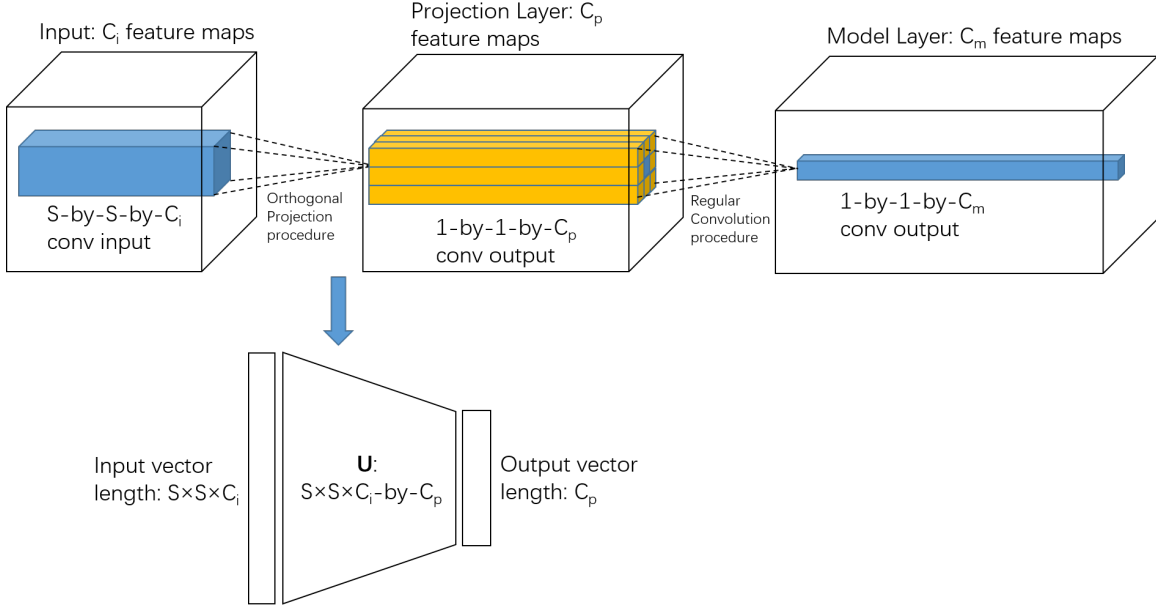 Input: Cᵢ feature maps
Projection Layer: Cₚ
feature maps
Model Layer: Cₘ feature maps
S-by-S-by-Cᵢ
conv input
Orthogonal
Projection
procedure
1-by-1-by-Cₚ
conv output
Regular
Convolution
procedure
1-by-1-by-Cₘ
conv output
Input vector
length: S×S×Cᵢ
U:
S×S×Cᵢ-by-Cₚ
Output vector
length: Cₚ